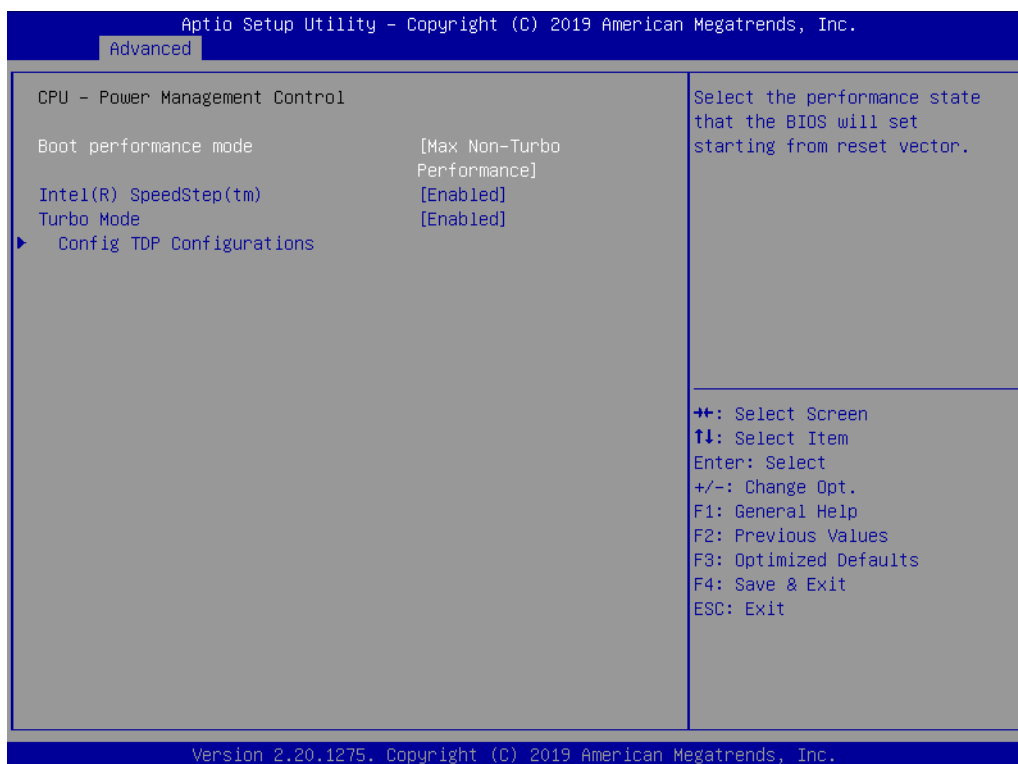 Aptio Setup Utility – Copyright (C) 2019 American Megatrends, Inc.
Advanced
CPU – Power Management Control
Boot performance mode [Max Non-Turbo
Performance]
Intel(R) SpeedStep(tm) [Enabled]
Turbo Mode [Enabled]
Config TDP Configurations
Select the performance state
that the BIOS will set
starting from reset vector.
→←: Select Screen
↑↓: Select Item
Enter: Select
+/-: Change Opt.
F1: General Help
F2: Previous Values
F3: Optimized Defaults
F4: Save & Exit
ESC: Exit
Version 2.20.1275. Copyright (C) 2019 American Megatrends, Inc.